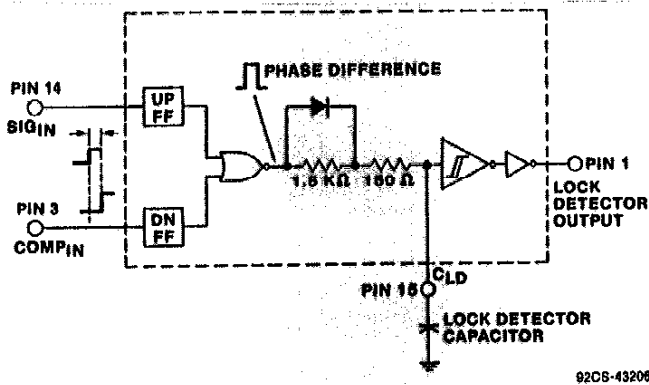 PHASE DIFFERENCE
PIN 14
SIGIN
UP
FF
1.5 KΩ
150 Ω
PIN 1
LOCK
DETECTOR
OUTPUT
PIN 3
COMPIN
DN
FF
CLD
PIN 15
LOCK DETECTOR
CAPACITOR
92CS-43206